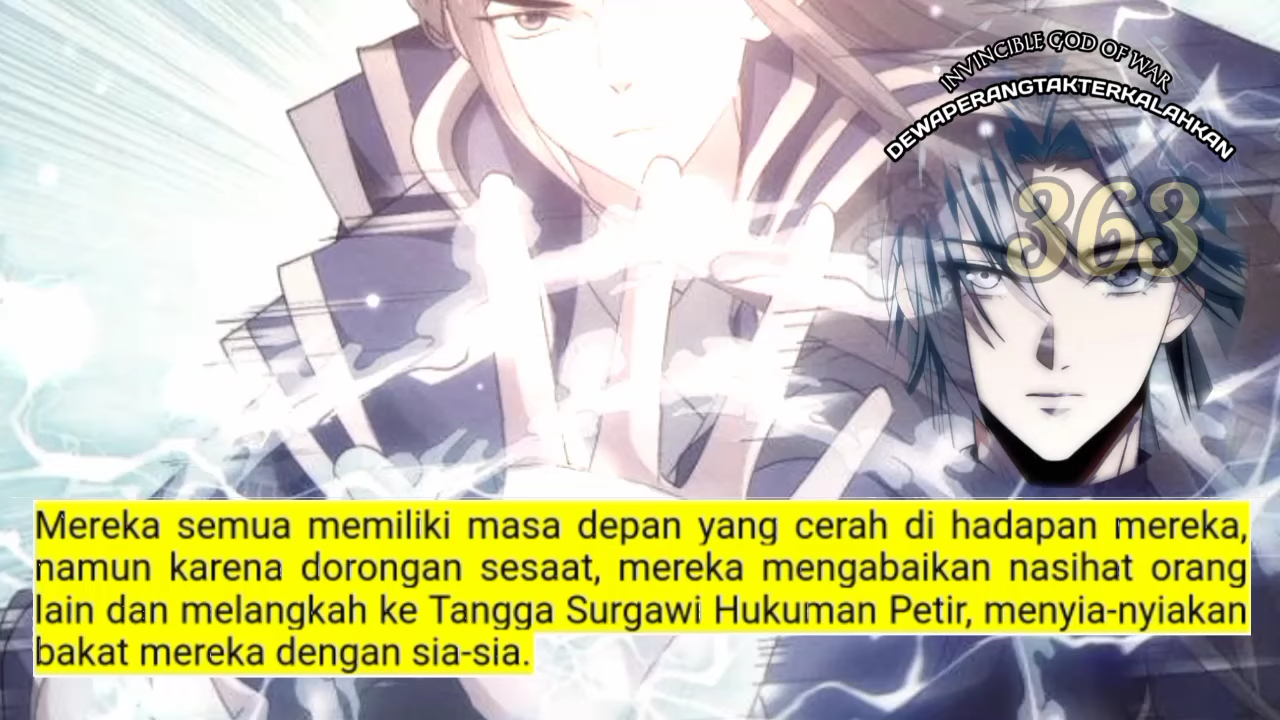 INVINCIBLE GOD OF WAR
DEWAPERANGTAKTERKALAHKAN
363
Mereka semua memiliki masa depan yang cerah di hadapan mereka,
namun karena dorongan sesaat, mereka mengabaikan nasihat orang
lain dan melangkah ke Tangga Surgawi Hukuman Petir, menyia-nyiakan
bakat mereka dengan sia-sia.